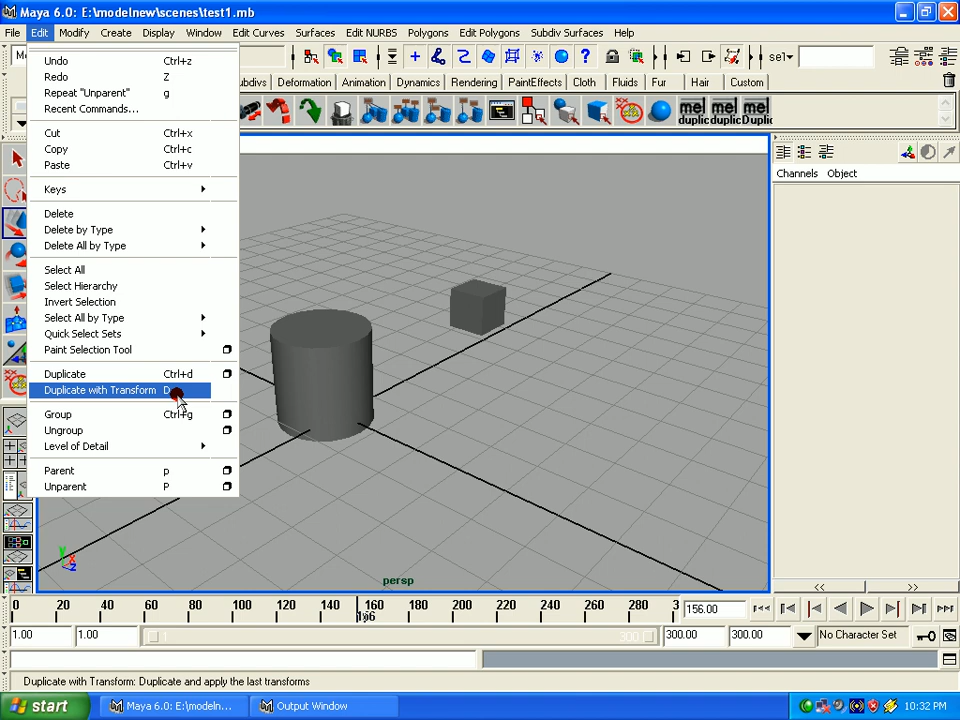 Maya 6.0: E:\modelnew\scenes\test1.mb
File Edit Modify Create Display Window Edit Curves Surfaces Edit NURBS Polygons Edit Polygons Subdiv Surfaces Help
sel
ubdivs Deformation Animation Dynamics Rendering PaintEffects Cloth Fluids Fur Hair Custom
mel mel mel
duplic duplic Duplic
Undo Ctrl+z
Redo Z
Repeat "Unparent" g
Recent Commands...
Cut Ctrl+x
Copy Ctrl+c
Paste Ctrl+v
Keys
Delete
Delete by Type
Delete All by Type
Select All
Select Hierarchy
Invert Selection
Select All by Type
Quick Select Sets
Paint Selection Tool
Duplicate Ctrl+d
Duplicate with Transform D
Group Ctrl+g
Ungroup
Level of Detail
Parent p
Unparent P
Channels Object
y x z
persp
<< >>
0 20 40 60 80 100 120 140 160 180 200 220 240 260 280 3
156
156.00
1.00 1.00 1 300 300.00 300.00 No Character Set
Duplicate with Transform: Duplicate and apply the last transforms
start Maya 6.0: E:\modeln... Output Window 10:32 PM